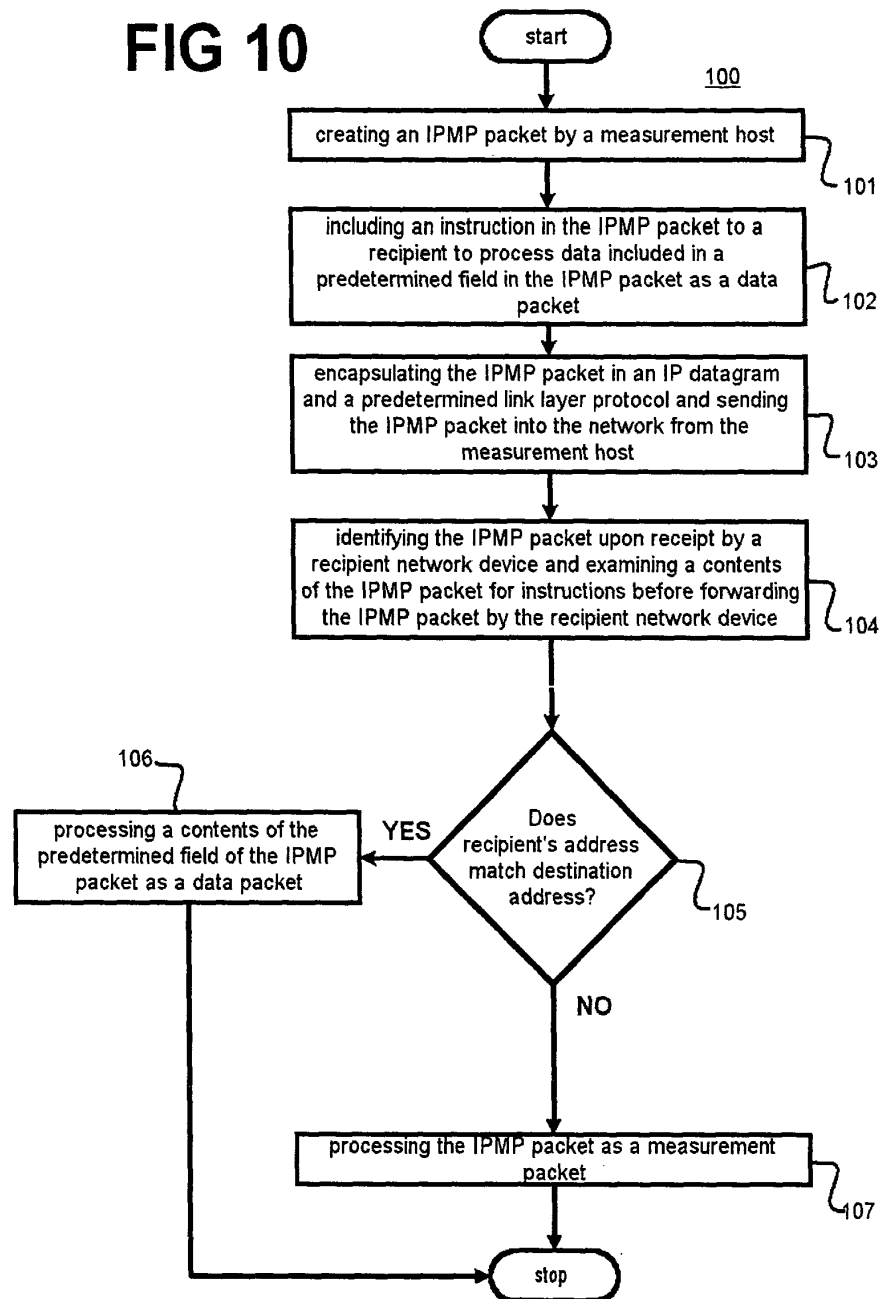 FIG 10
start
100
creating an IPMP packet by a measurement host
101
including an instruction in the IPMP packet to a
recipient to process data included in a
predetermined field in the IPMP packet as a data
packet
102
encapsulating the IPMP packet in an IP datagram
and a predetermined link layer protocol and sending
the IPMP packet into the network from the
measurement host
103
identifying the IPMP packet upon receipt by a
recipient network device and examining a contents
of the IPMP packet for instructions before forwarding
the IPMP packet by the recipient network device
104
Does
recipient's address
match destination
address?
105
YES
106
processing a contents of the
predetermined field of the IPMP
packet as a data packet
NO
processing the IPMP packet as a measurement
packet
107
stop